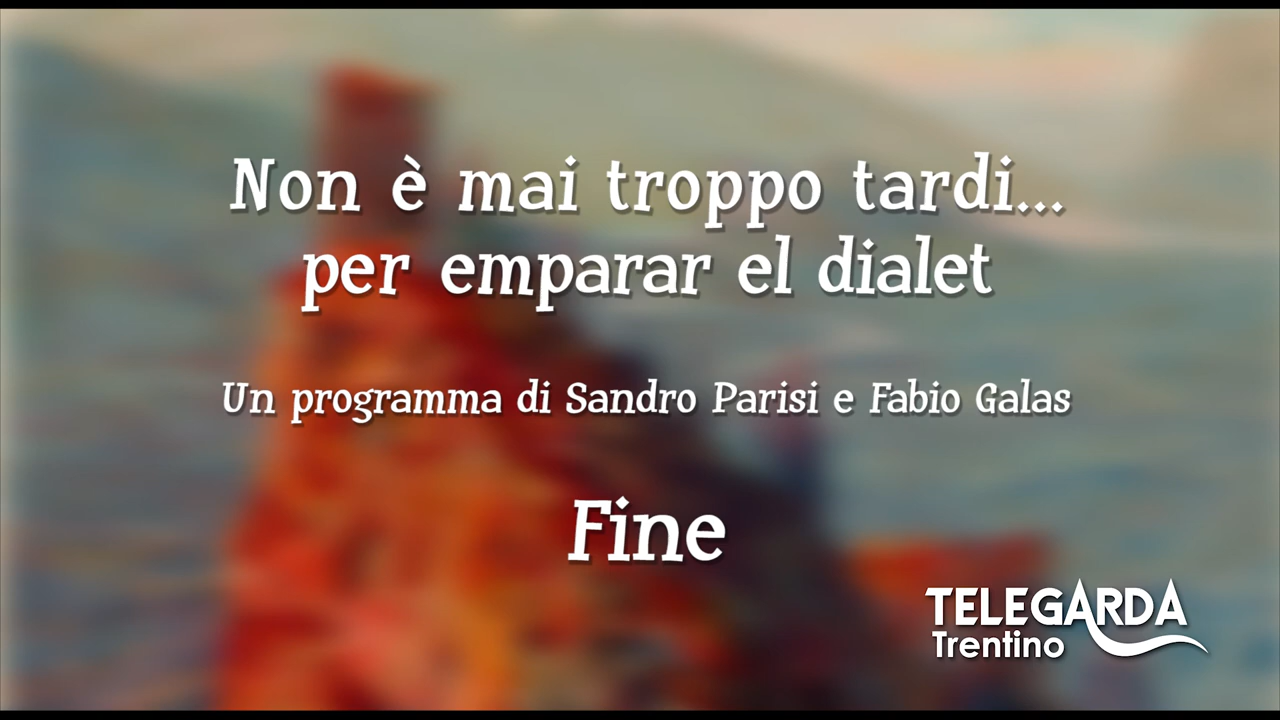 Non è mai troppo tardi...
per emparar el dialet
Un programma di Sandro Parisi e Fabio Galas
Fine
TELEGARDA
Trentino